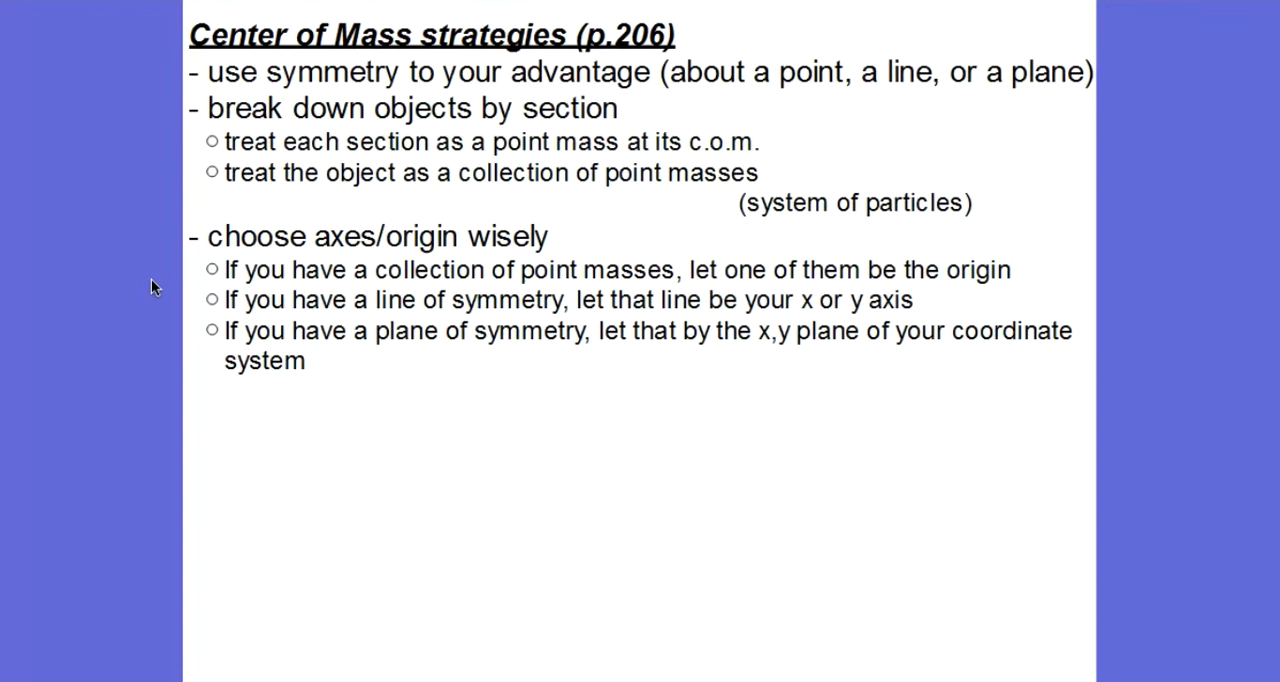 Center of Mass strategies (p.206)
- use symmetry to your advantage (about a point, a line, or a plane)
- break down objects by section
○ treat each section as a point mass at its c.o.m.
○ treat the object as a collection of point masses
(system of particles)
- choose axes/origin wisely
○ If you have a collection of point masses, let one of them be the origin
○ If you have a line of symmetry, let that line be your x or y axis
○ If you have a plane of symmetry, let that by the x,y plane of your coordinate
system